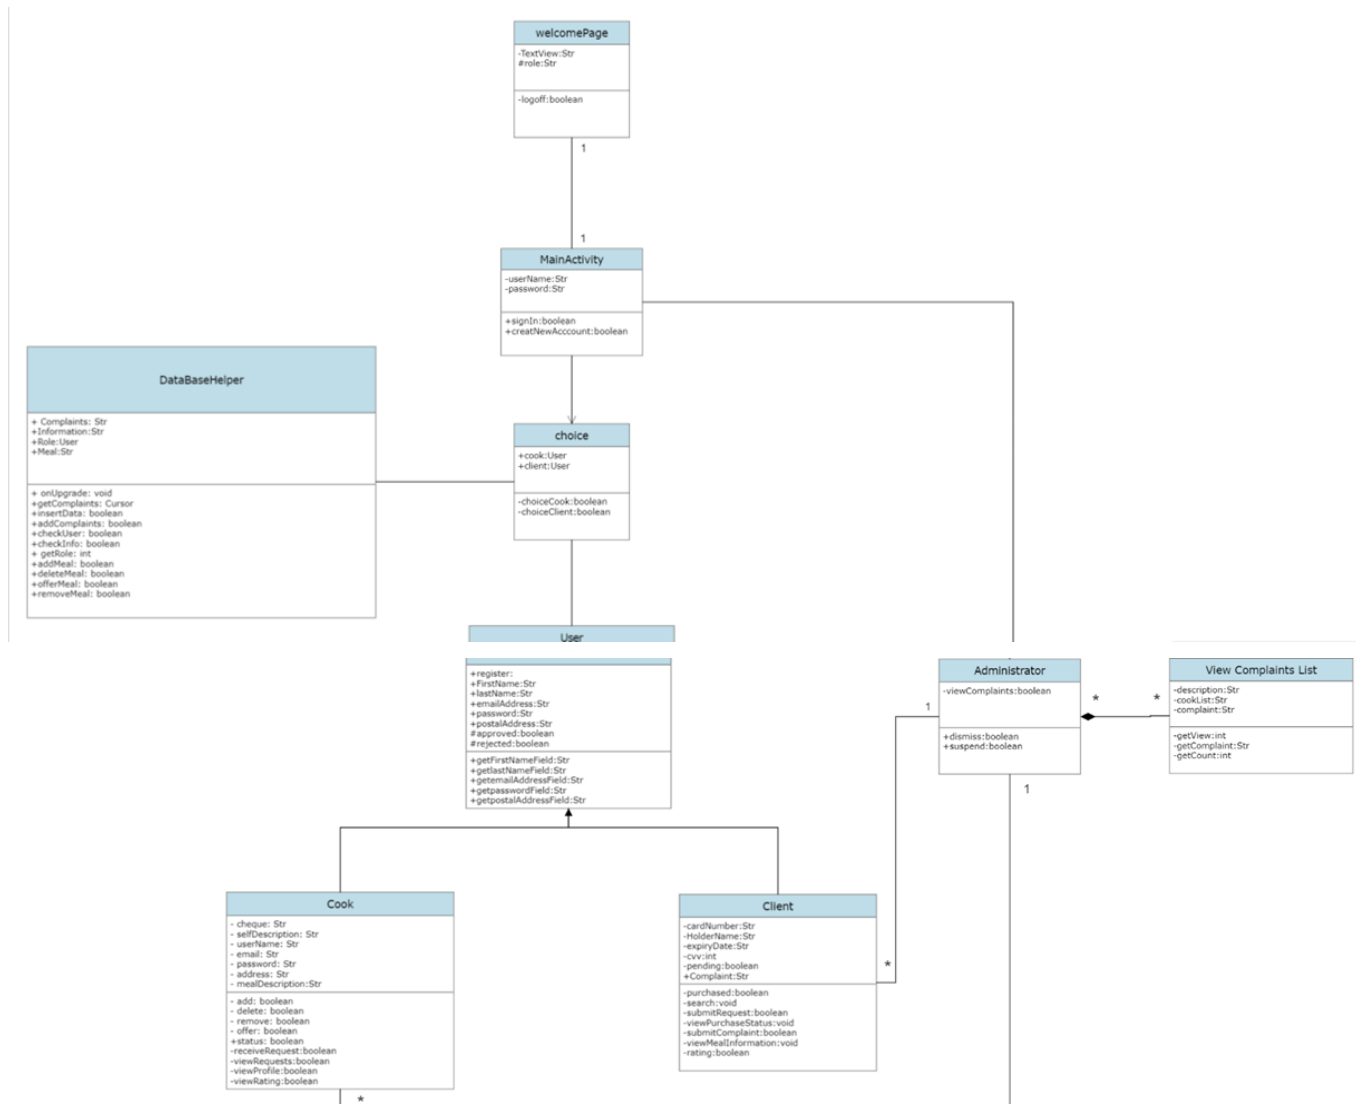 welcomePage
-TextView:Str
#role:Str
-logoff:boolean
1
1
MainActivity
-userName:Str
-password:Str
+signIn:boolean
+creatNewAcccount:boolean
DataBaseHelper
+ Complaints: Str
+Information:Str
+Role:User
+Meal:Str
+ onUpgrade: void
+getComplaints: Cursor
+insertData: boolean
+addComplaints: boolean
+checkUser: boolean
+checkInfo: boolean
+ getRole: int
+addMeal: boolean
+deleteMeal: boolean
+offerMeal: boolean
+removeMeal: boolean
choice
+cook:User
+client:User
-choiceCook:boolean
-choiceClient:boolean
User
+register:
+FirstName:Str
+lastName:Str
+emailAddress:Str
+password:Str
+postalAddress:Str
#approved:boolean
#rejected:boolean
+getFirstNameField:Str
+getlastNameField:Str
+getemailAddressField:Str
+getpasswordField:Str
+getpostalAddressField:Str
Administrator
-viewComplaints:boolean
+dismiss:boolean
+suspend:boolean
1
*
*
1
View Complaints List
-description:Str
-cookList:Str
-complaint:Str
-getView:int
-getComplaint:Str
-getCount:int
Cook
- cheque: Str
- selfDescription: Str
- userName: Str
- email: Str
- password: Str
- address: Str
- mealDescription:Str
- add: boolean
- delete: boolean
- remove: boolean
- offer: boolean
+status: boolean
-receiveRequest:boolean
-viewRequests:boolean
-viewProfile:boolean
-viewRating:boolean
*
Client
-cardNumber:Str
-HolderName:Str
-expiryDate:Str
-cvv:int
-pending:boolean
+Complaint:Str
-purchased:boolean
-search:void
-submitRequest:boolean
-viewPurchaseStatus:void
-submitComplaint:boolean
-viewMealInformation:void
-rating:boolean
*